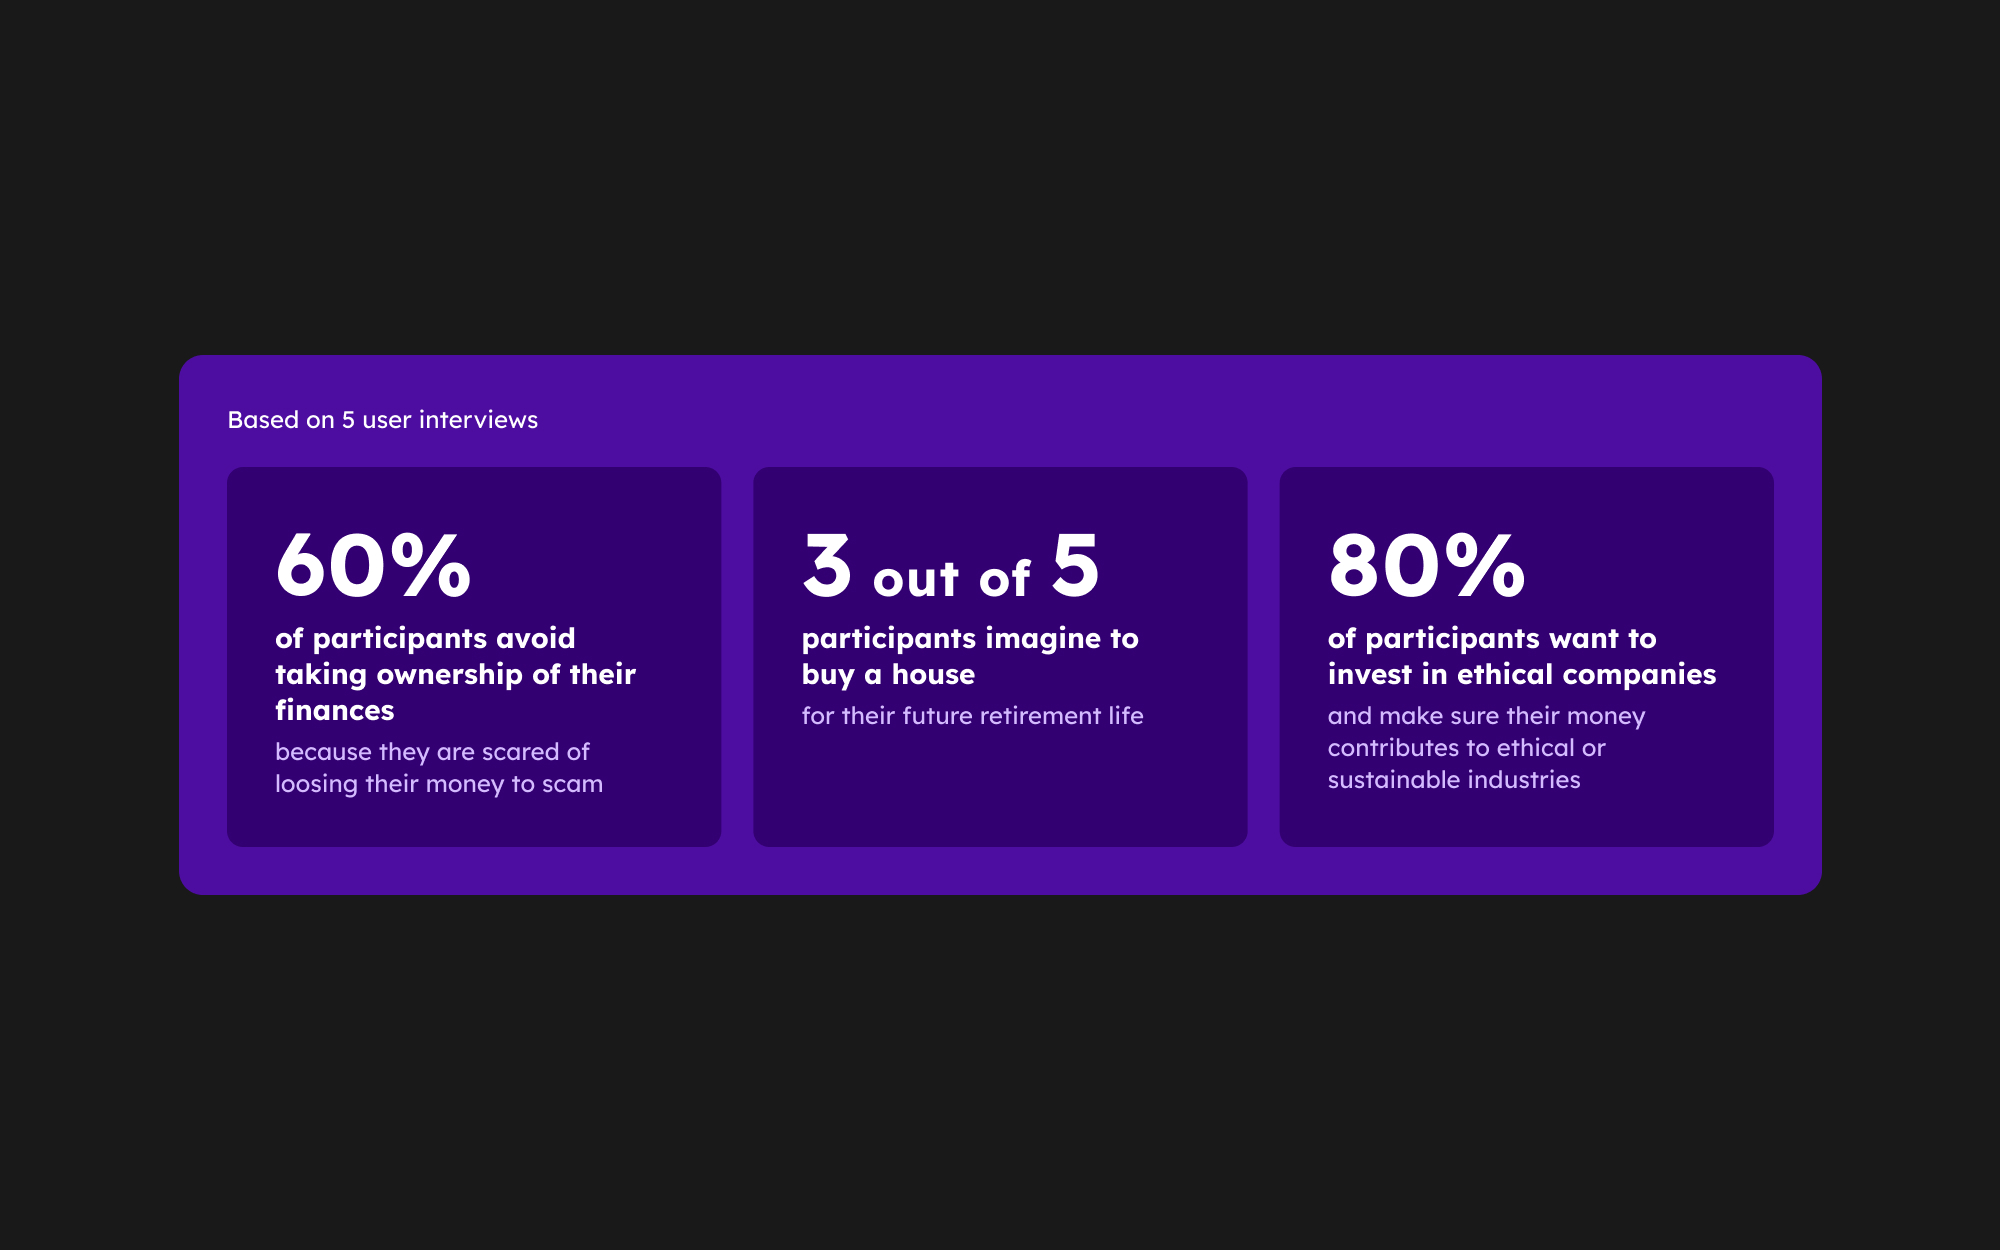 Based on 5 user interviews
60%
of participants avoid
taking ownership of their
finances
because they are scared of
loosing their money to scam
3 out of 5
participants imagine to
buy a house
for their future retirement life
80%
of participants want to
invest in ethical companies
and make sure their money
contributes to ethical or
sustainable industries